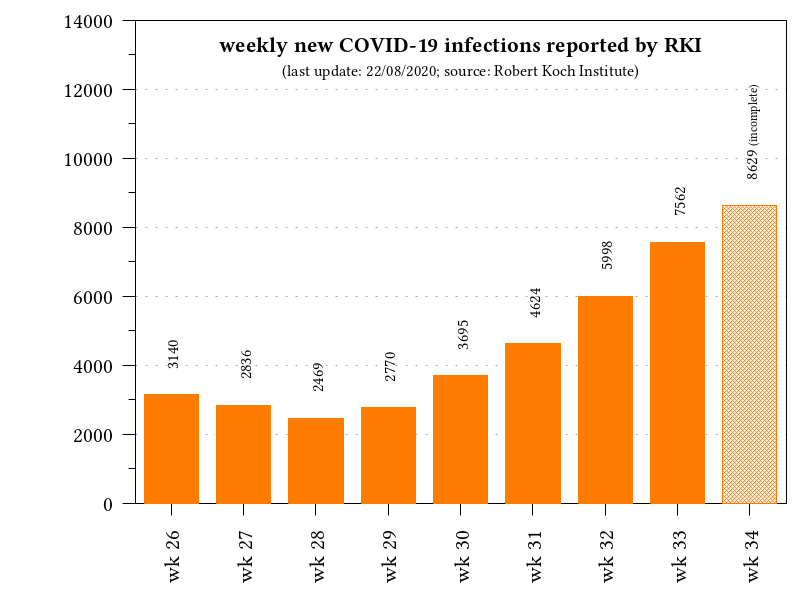 weekly new COVID-19 infections reported by RKI
(last update: 22/08/2020; source: Robert Koch Institute)
14000
12000
10000
8000
6000
4000
2000
0
3140
2836
2469
2770
3695
4624
5998
7562
8629 (incomplete)
wk 26
wk 27
wk 28
wk 29
wk 30
wk 31
wk 32
wk 33
wk 34